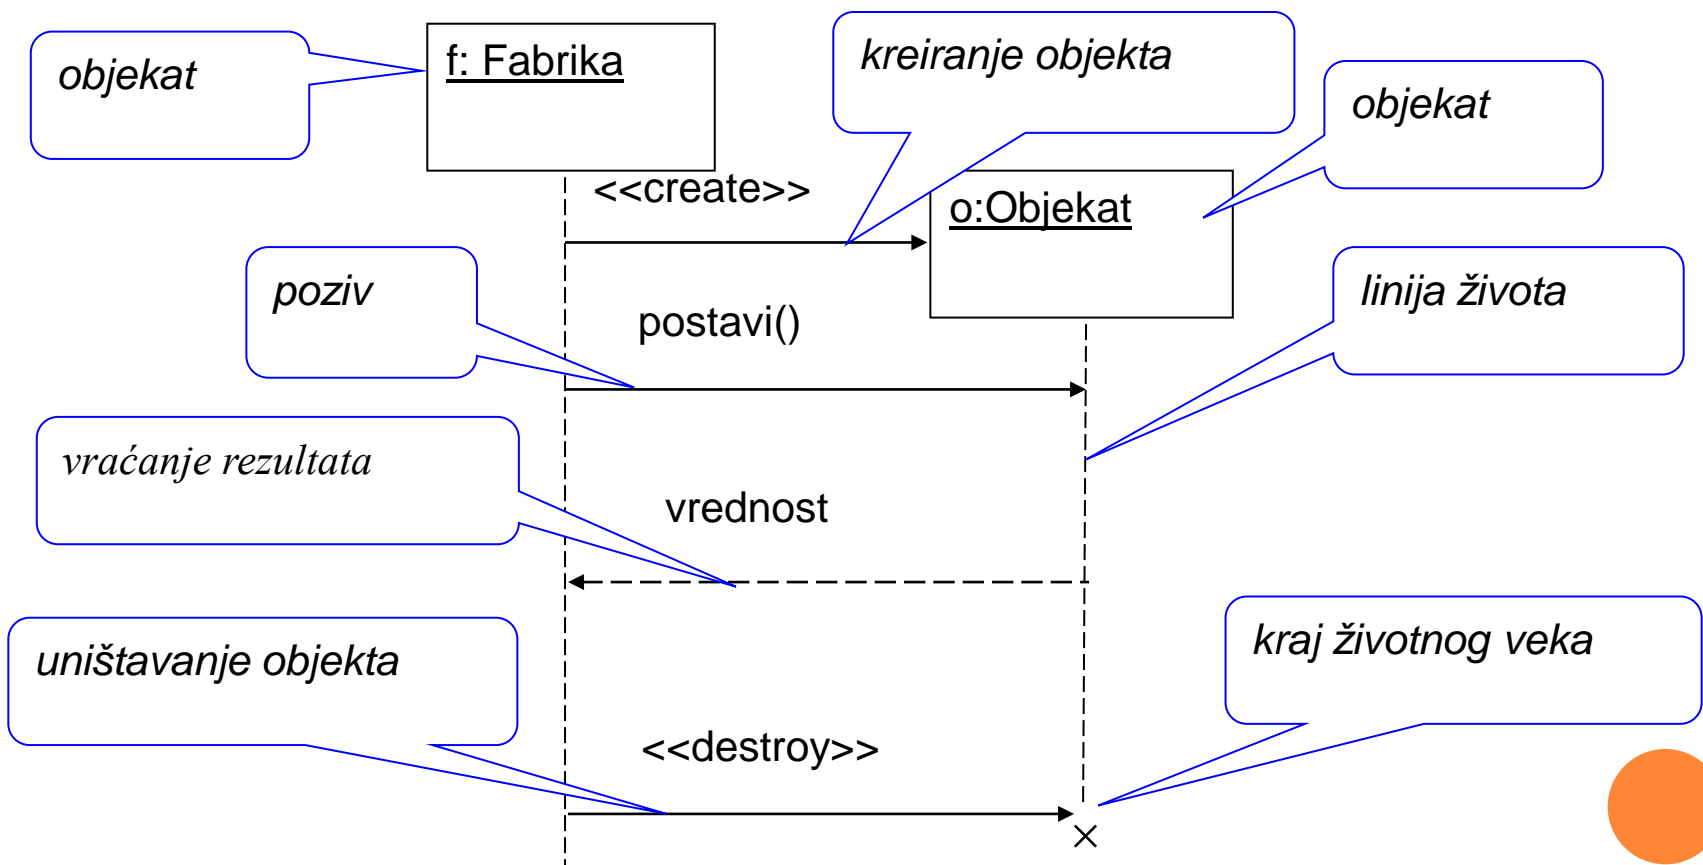 objekat
f: Fabrika
kreiranje objekta
objekat
<<create>>
o:Objekat
poziv
linija života
postavi()
vraćanje rezultata
vrednost
uništavanje objekta
kraj životnog veka
<<destroy>>